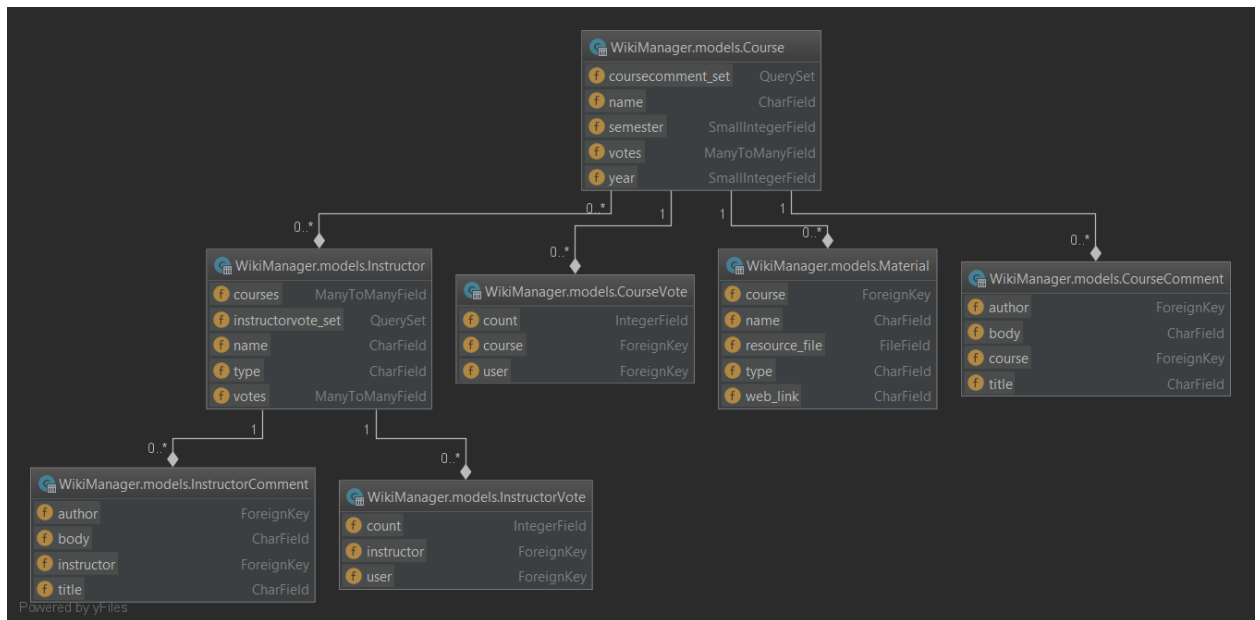 WikiManager.models.Course
coursecomment_set QuerySet
name CharField
semester SmallIntegerField
votes ManyToManyField
year SmallIntegerField
0..* 1 1 1
0..* 0..* 0..* 0..*
WikiManager.models.Instructor
courses ManyToManyField
instructorvote_set QuerySet
name CharField
type CharField
votes ManyToManyField
WikiManager.models.CourseVote
count IntegerField
course ForeignKey
user ForeignKey
WikiManager.models.Material
course ForeignKey
name CharField
resource_file FileField
type CharField
web_link CharField
WikiManager.models.CourseComment
author ForeignKey
body CharField
course ForeignKey
title CharField
1 1
0..* 0..*
WikiManager.models.InstructorComment
author ForeignKey
body CharField
instructor ForeignKey
title CharField
WikiManager.models.InstructorVote
count IntegerField
instructor ForeignKey
user ForeignKey
Powered by yFiles